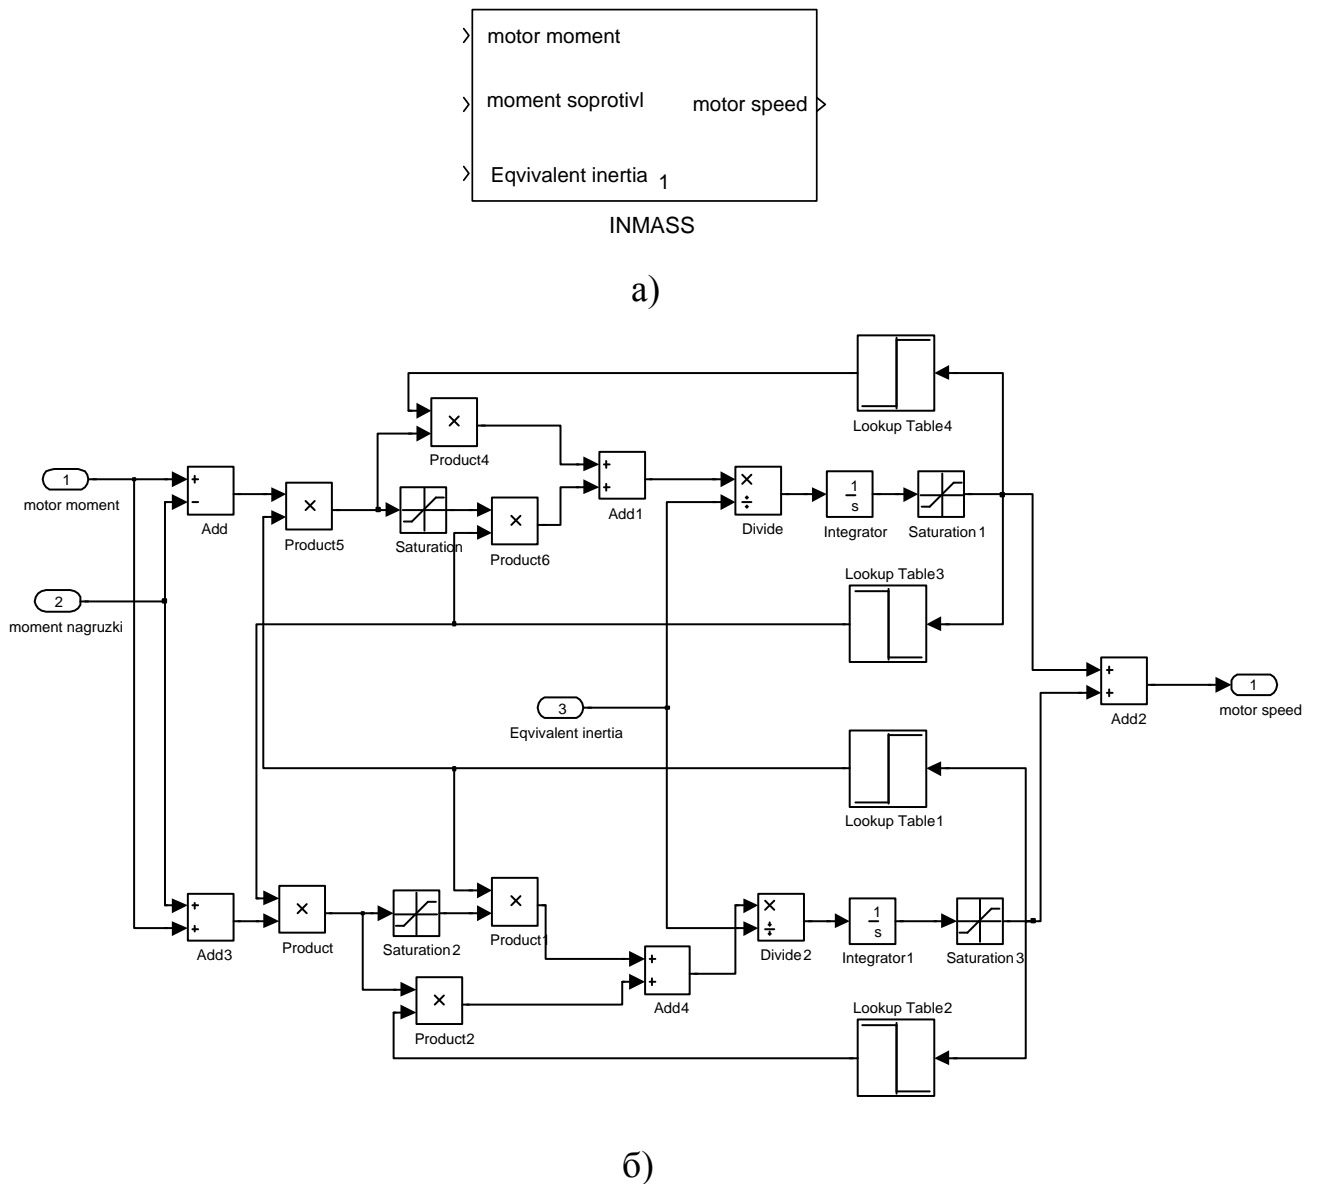 motor moment
moment soprotivl
motor speed
Eqvivalent inertia
1
INMASS
а)
Lookup Table4
×
Product4
1
motor moment
+
−
Add
×
Product5
Saturation
×
Product6
+
+
Add1
×
÷
Divide
1
s
Integrator
Saturation1
2
moment nagruzki
Lookup Table3
3
Eqvivalent inertia
+
+
Add2
1
motor speed
Lookup Table1
+
+
Add3
×
Product
Saturation2
×
Product1
×
Product2
+
+
Add4
×
÷
Divide2
1
s
Integrator1
Saturation3
Lookup Table2
б)